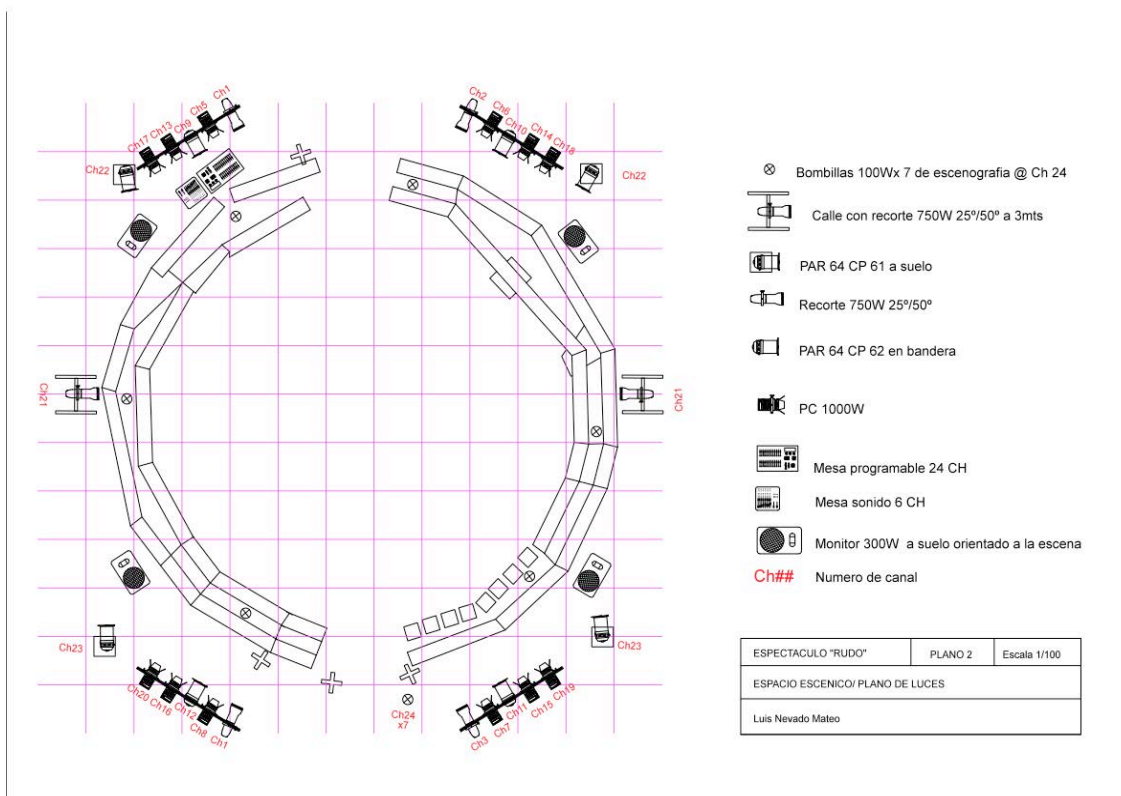 Ch1
Ch5
Ch9
Ch13
Ch17
Ch22
Ch2
Ch6
Ch10
Ch14
Ch18
Ch22
Ch21
Ch21
Ch23
Ch20
Ch16
Ch12
Ch8
Ch1
Ch24
x7
Ch23
Ch19
Ch15
Ch11
Ch7
Ch3
Bombillas 100Wx 7 de escenografia @ Ch 24
Calle con recorte 750W 25º/50º a 3mts
PAR 64 CP 61 a suelo
Recorte 750W 25º/50º
PAR 64 CP 62 en bandera
PC 1000W
Mesa programable 24 CH
Mesa sonido 6 CH
Monitor 300W a suelo orientado a la escena
Ch## Numero de canal
ESPECTACULO "RUDO" PLANO 2 Escala 1/100
ESPACIO ESCENICO/ PLANO DE LUCES
Luis Nevado Mateo